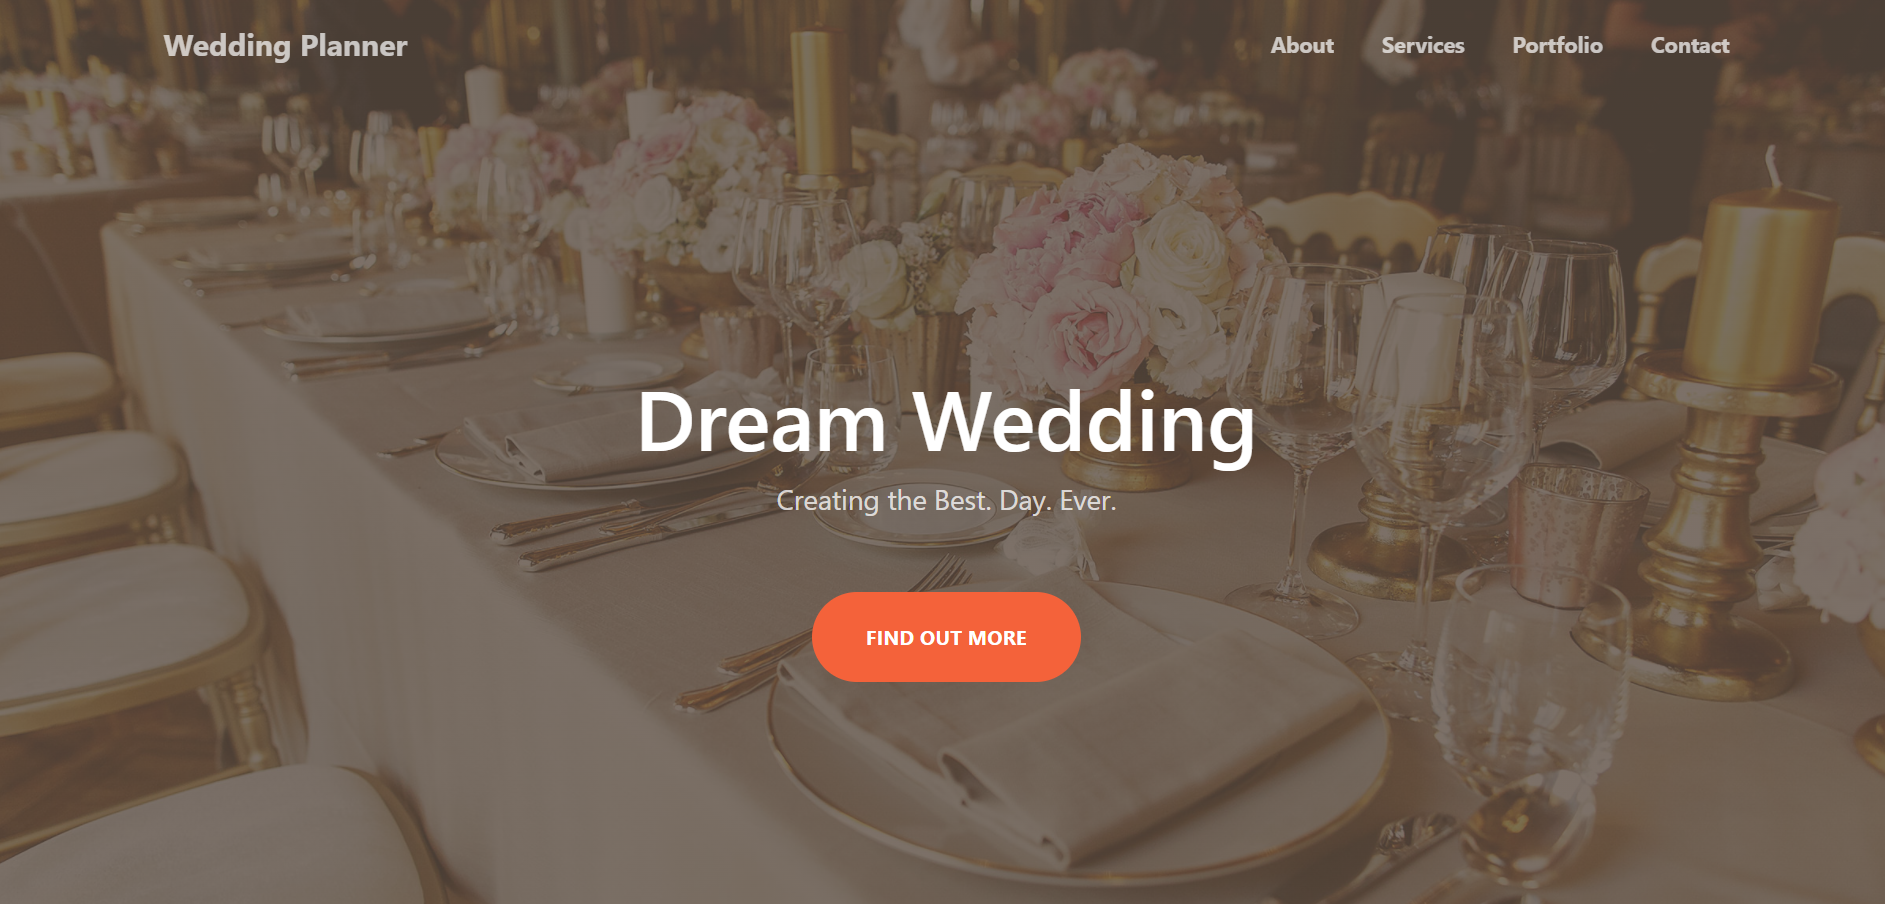 Wedding Planner
About Services Portfolio Contact
Dream Wedding
Creating the Best. Day. Ever.
FIND OUT MORE